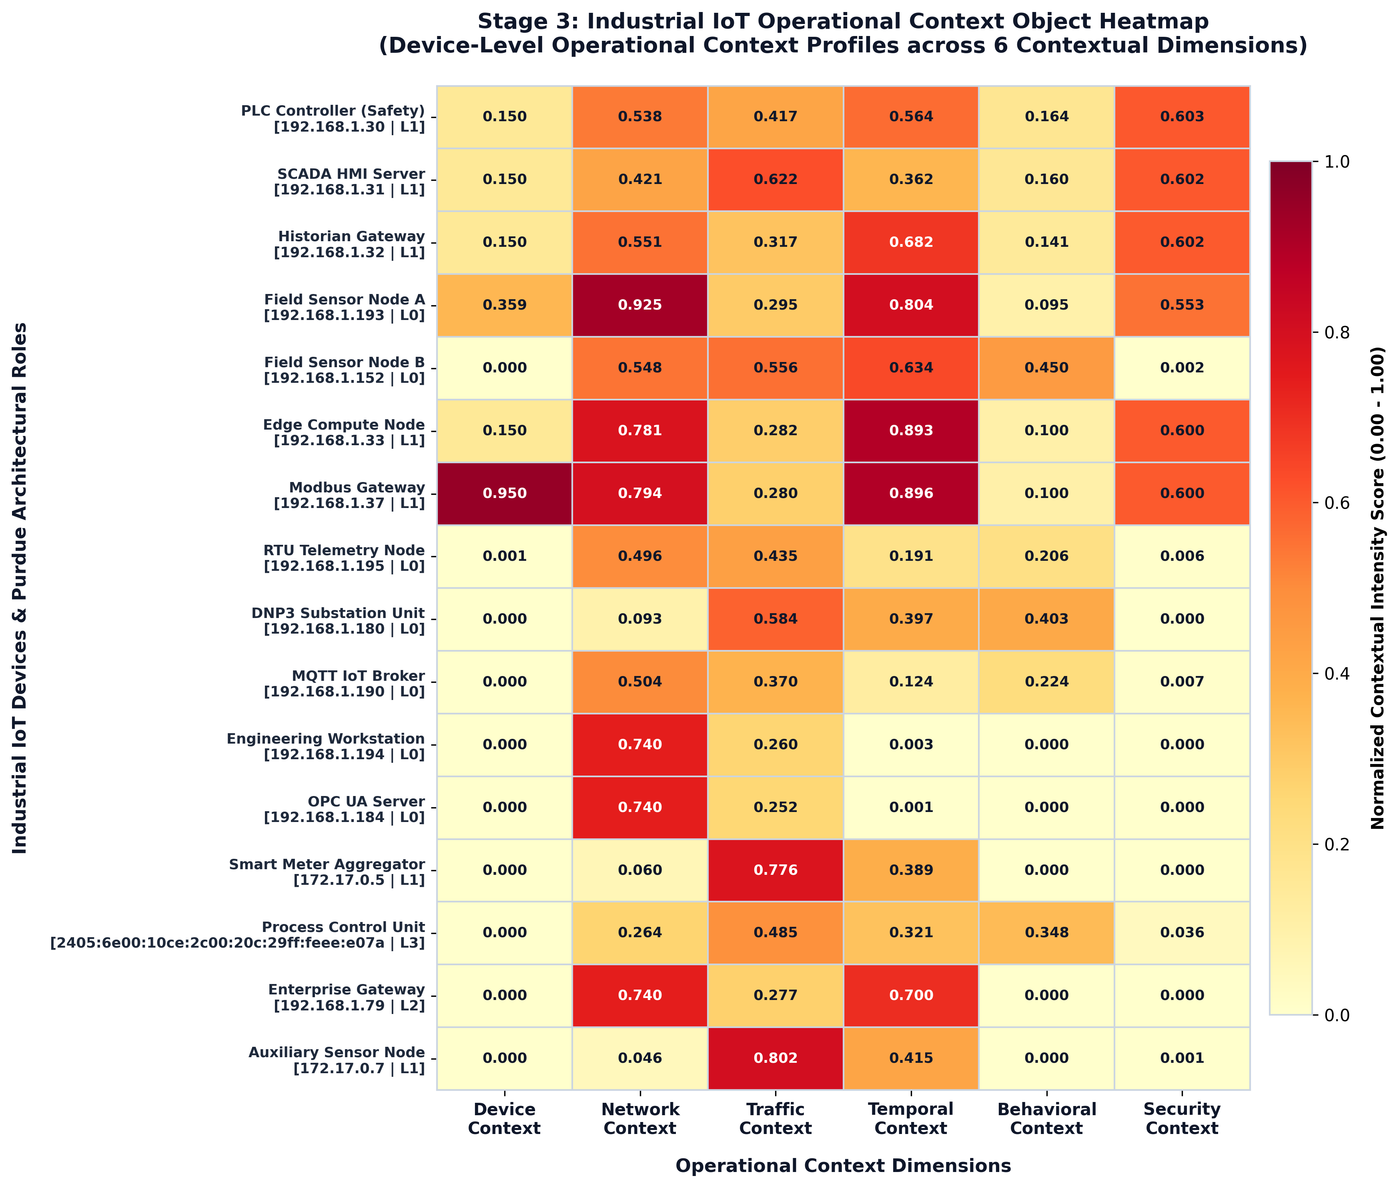 Stage 3: Industrial IoT Operational Context Object Heatmap
(Device-Level Operational Context Profiles across 6 Contextual Dimensions)
Industrial IoT Devices & Purdue Architectural Roles
PLC Controller (Safety)
[192.168.1.30 | L1]
0.150 0.538 0.417 0.564 0.164 0.603
SCADA HMI Server
[192.168.1.31 | L1]
0.150 0.421 0.622 0.362 0.160 0.602
Historian Gateway
[192.168.1.32 | L1]
0.150 0.551 0.317 0.682 0.141 0.602
Field Sensor Node A
[192.168.1.193 | L0]
0.359 0.925 0.295 0.804 0.095 0.553
Field Sensor Node B
[192.168.1.152 | L0]
0.000 0.548 0.556 0.634 0.450 0.002
Edge Compute Node
[192.168.1.33 | L1]
0.150 0.781 0.282 0.893 0.100 0.600
Modbus Gateway
[192.168.1.37 | L1]
0.950 0.794 0.280 0.896 0.100 0.600
RTU Telemetry Node
[192.168.1.195 | L0]
0.001 0.496 0.435 0.191 0.206 0.006
DNP3 Substation Unit
[192.168.1.180 | L0]
0.000 0.093 0.584 0.397 0.403 0.000
MQTT IoT Broker
[192.168.1.190 | L0]
0.000 0.504 0.370 0.124 0.224 0.007
Engineering Workstation
[192.168.1.194 | L0]
0.000 0.740 0.260 0.003 0.000 0.000
OPC UA Server
[192.168.1.184 | L0]
0.000 0.740 0.252 0.001 0.000 0.000
Smart Meter Aggregator
[172.17.0.5 | L1]
0.000 0.060 0.776 0.389 0.000 0.000
Process Control Unit
[2405:6e00:10ce:2c00:20c:29ff:feee:e07a | L3]
0.000 0.264 0.485 0.321 0.348 0.036
Enterprise Gateway
[192.168.1.79 | L2]
0.000 0.740 0.277 0.700 0.000 0.000
Auxiliary Sensor Node
[172.17.0.7 | L1]
0.000 0.046 0.802 0.415 0.000 0.001
Device
Context
Network
Context
Traffic
Context
Temporal
Context
Behavioral
Context
Security
Context
Operational Context Dimensions
1.0
0.8
0.6
0.4
0.2
0.0
Normalized Contextual Intensity Score (0.00 - 1.00)